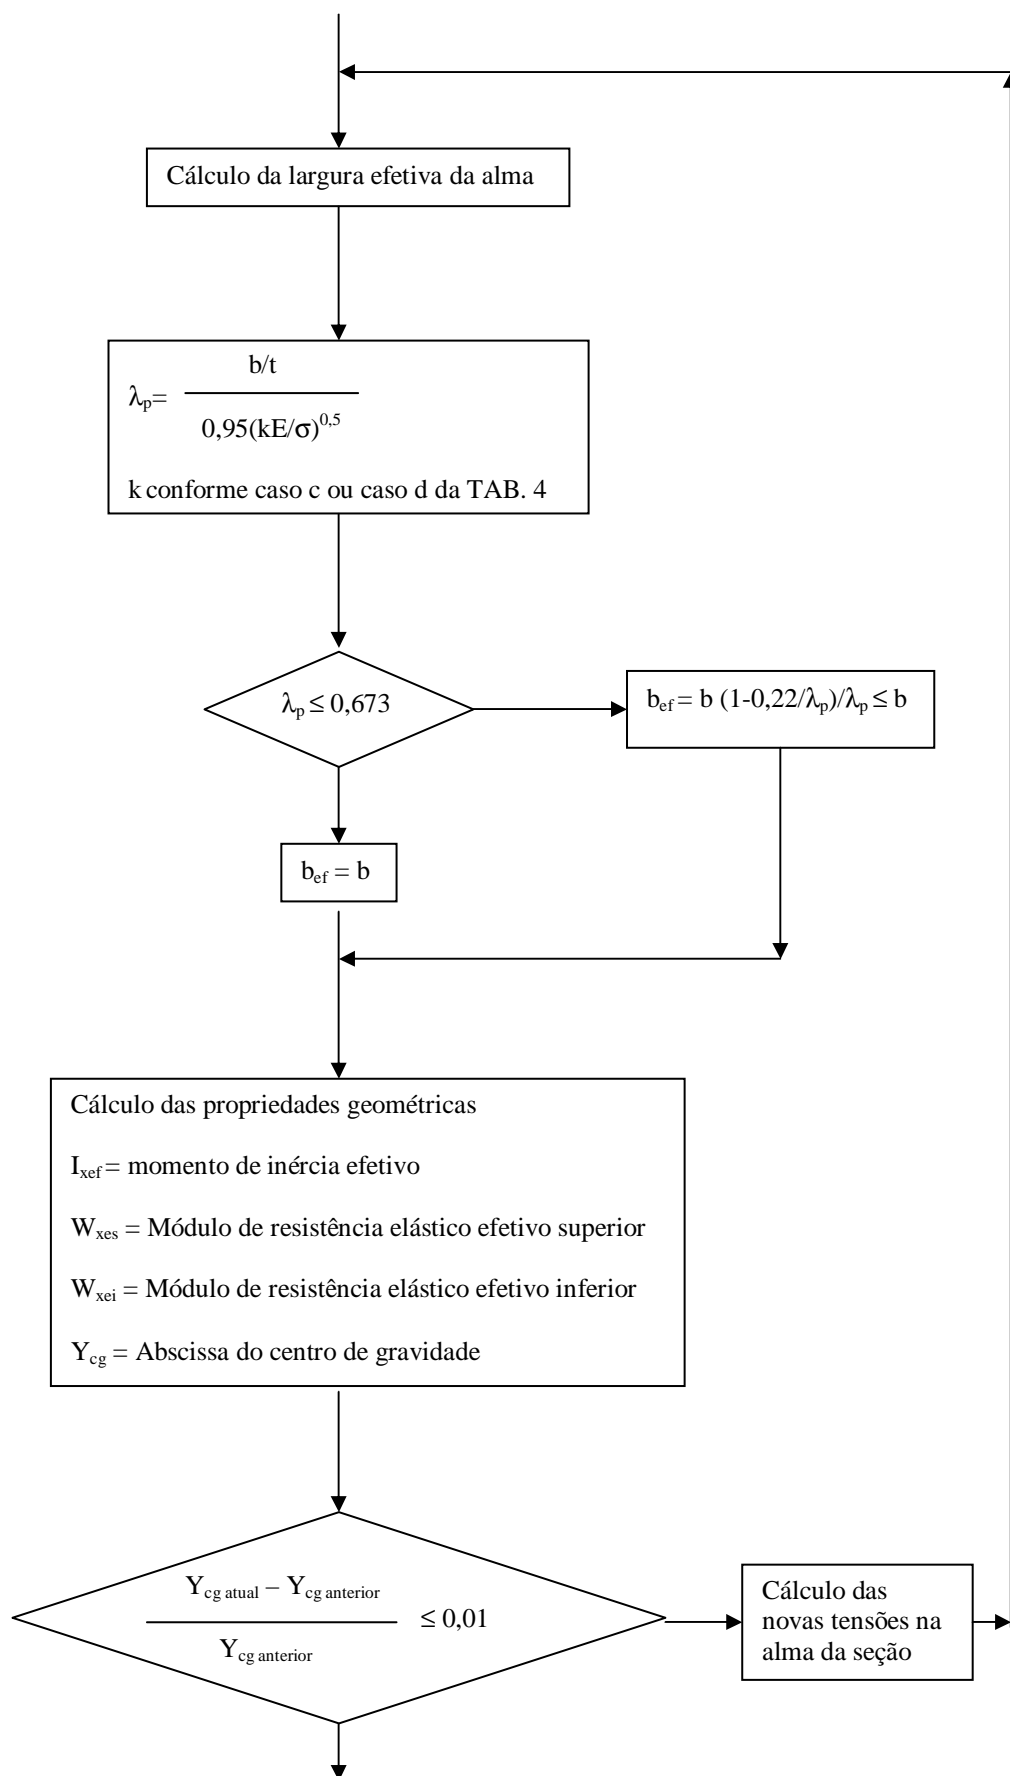 Cálculo da largura efetiva da alma
b/t
λp=
0,95(kE/σ)0,5
k conforme caso c ou caso d da TAB. 4
λp ≤ 0,673
bef = b (1-0,22/λp)/λp ≤ b
bef = b
Cálculo das propriedades geométricas
Ixef = momento de inércia efetivo
Wxes = Módulo de resistência elástico efetivo superior
Wxei = Módulo de resistência elástico efetivo inferior
Ycg = Abscissa do centro de gravidade
Ycg atual – Ycg anterior
≤ 0,01
Ycg anterior
Cálculo das
novas tensões na
alma da seção